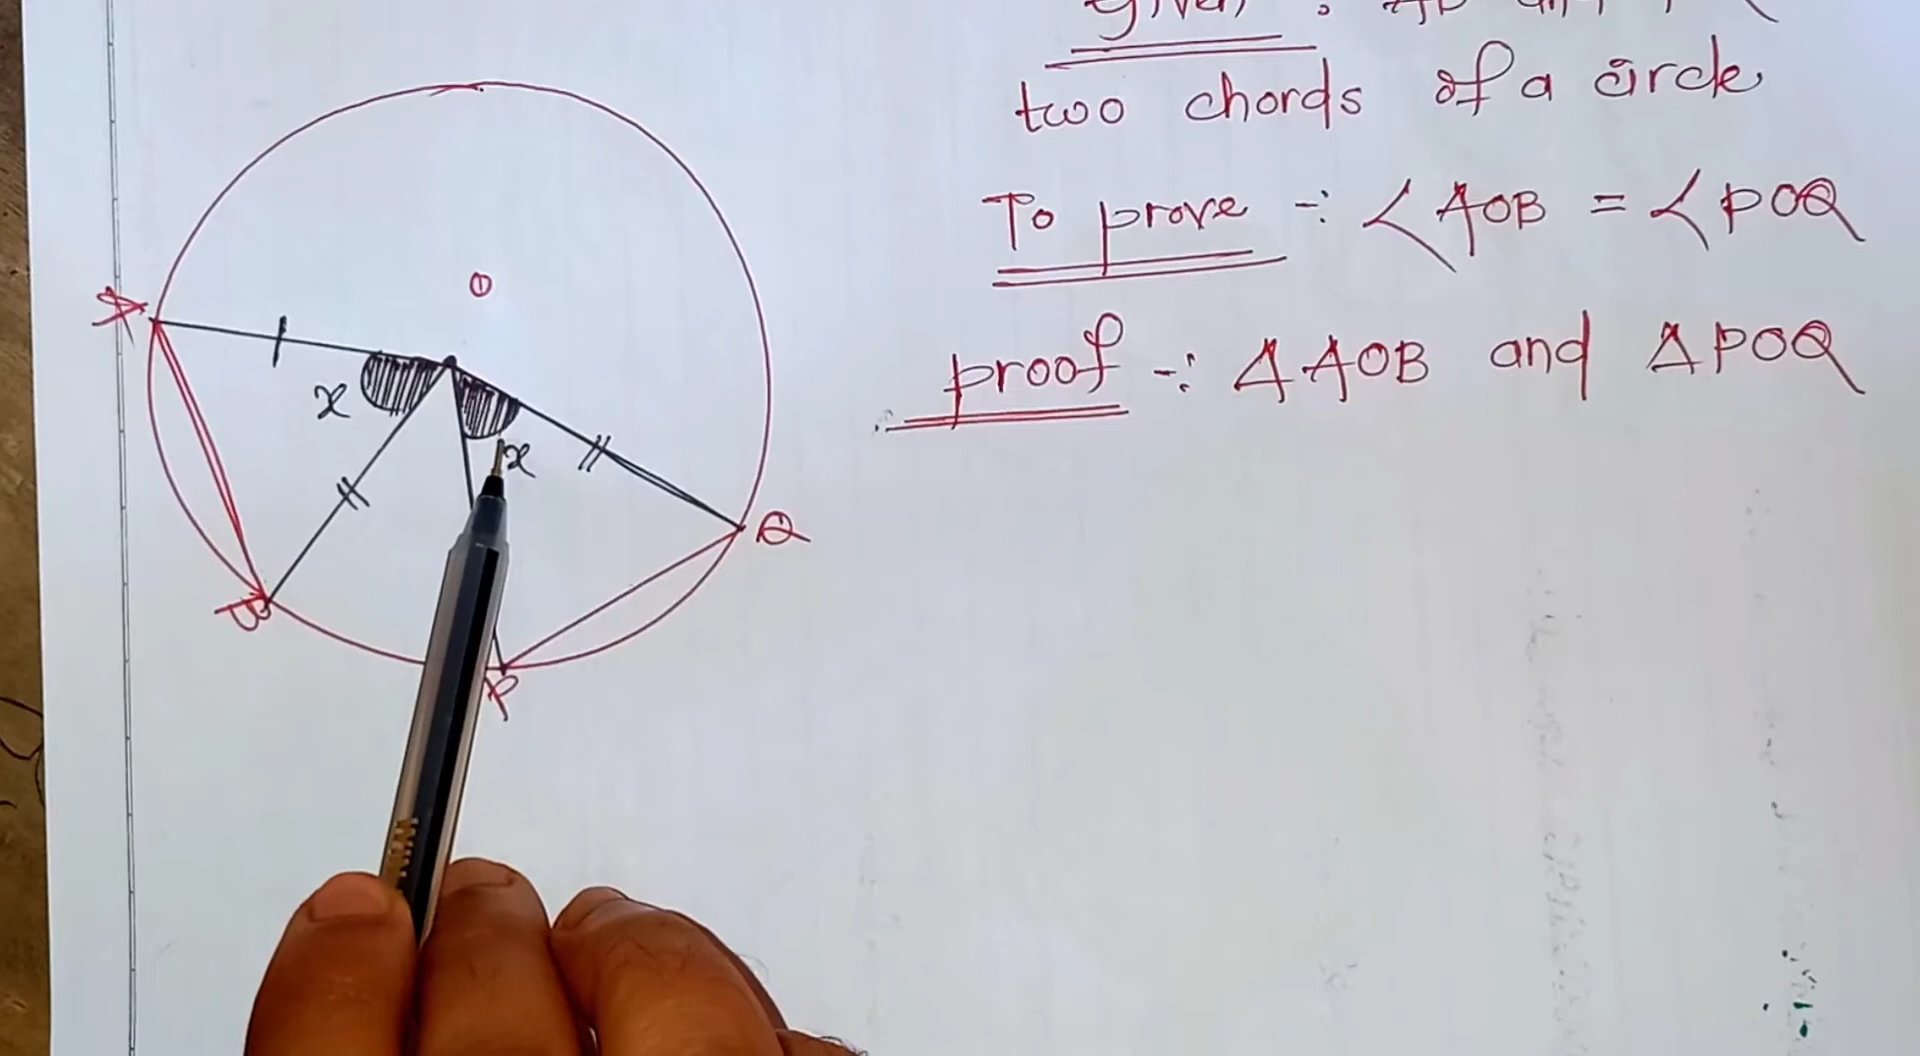 two chords of a circle
To prove -: ∠AOB = ∠POQ
proof -: ΔAOB and ΔPOQ
O
A
x
x
Q
B
P